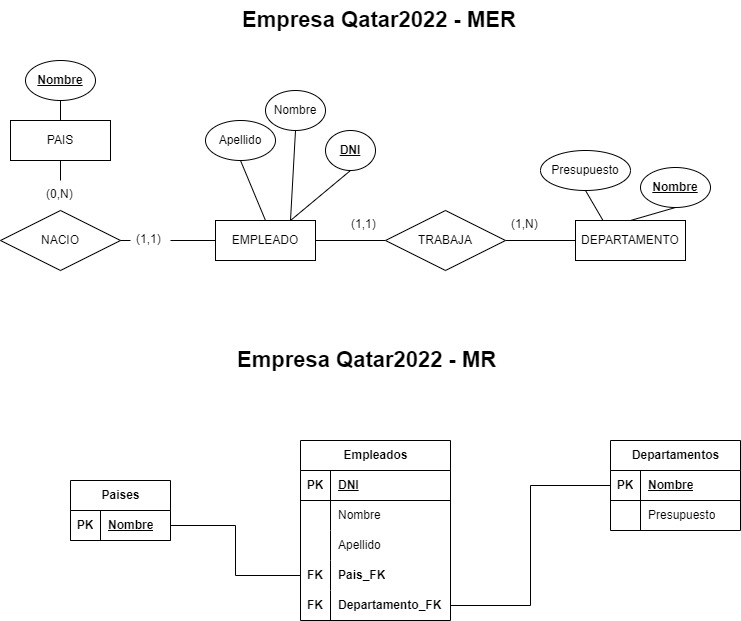 Empresa Qatar2022 - MER
Nombre
PAIS
(0,N)
NACIO
(1,1)
Apellido
Nombre
DNI
EMPLEADO
(1,1)
TRABAJA
(1,N)
Presupuesto
Nombre
DEPARTAMENTO
Empresa Qatar2022 - MR
Paises
PK Nombre
Empleados
PK DNI
Nombre
Apellido
FK Pais_FK
FK Departamento_FK
Departamentos
PK Nombre
Presupuesto